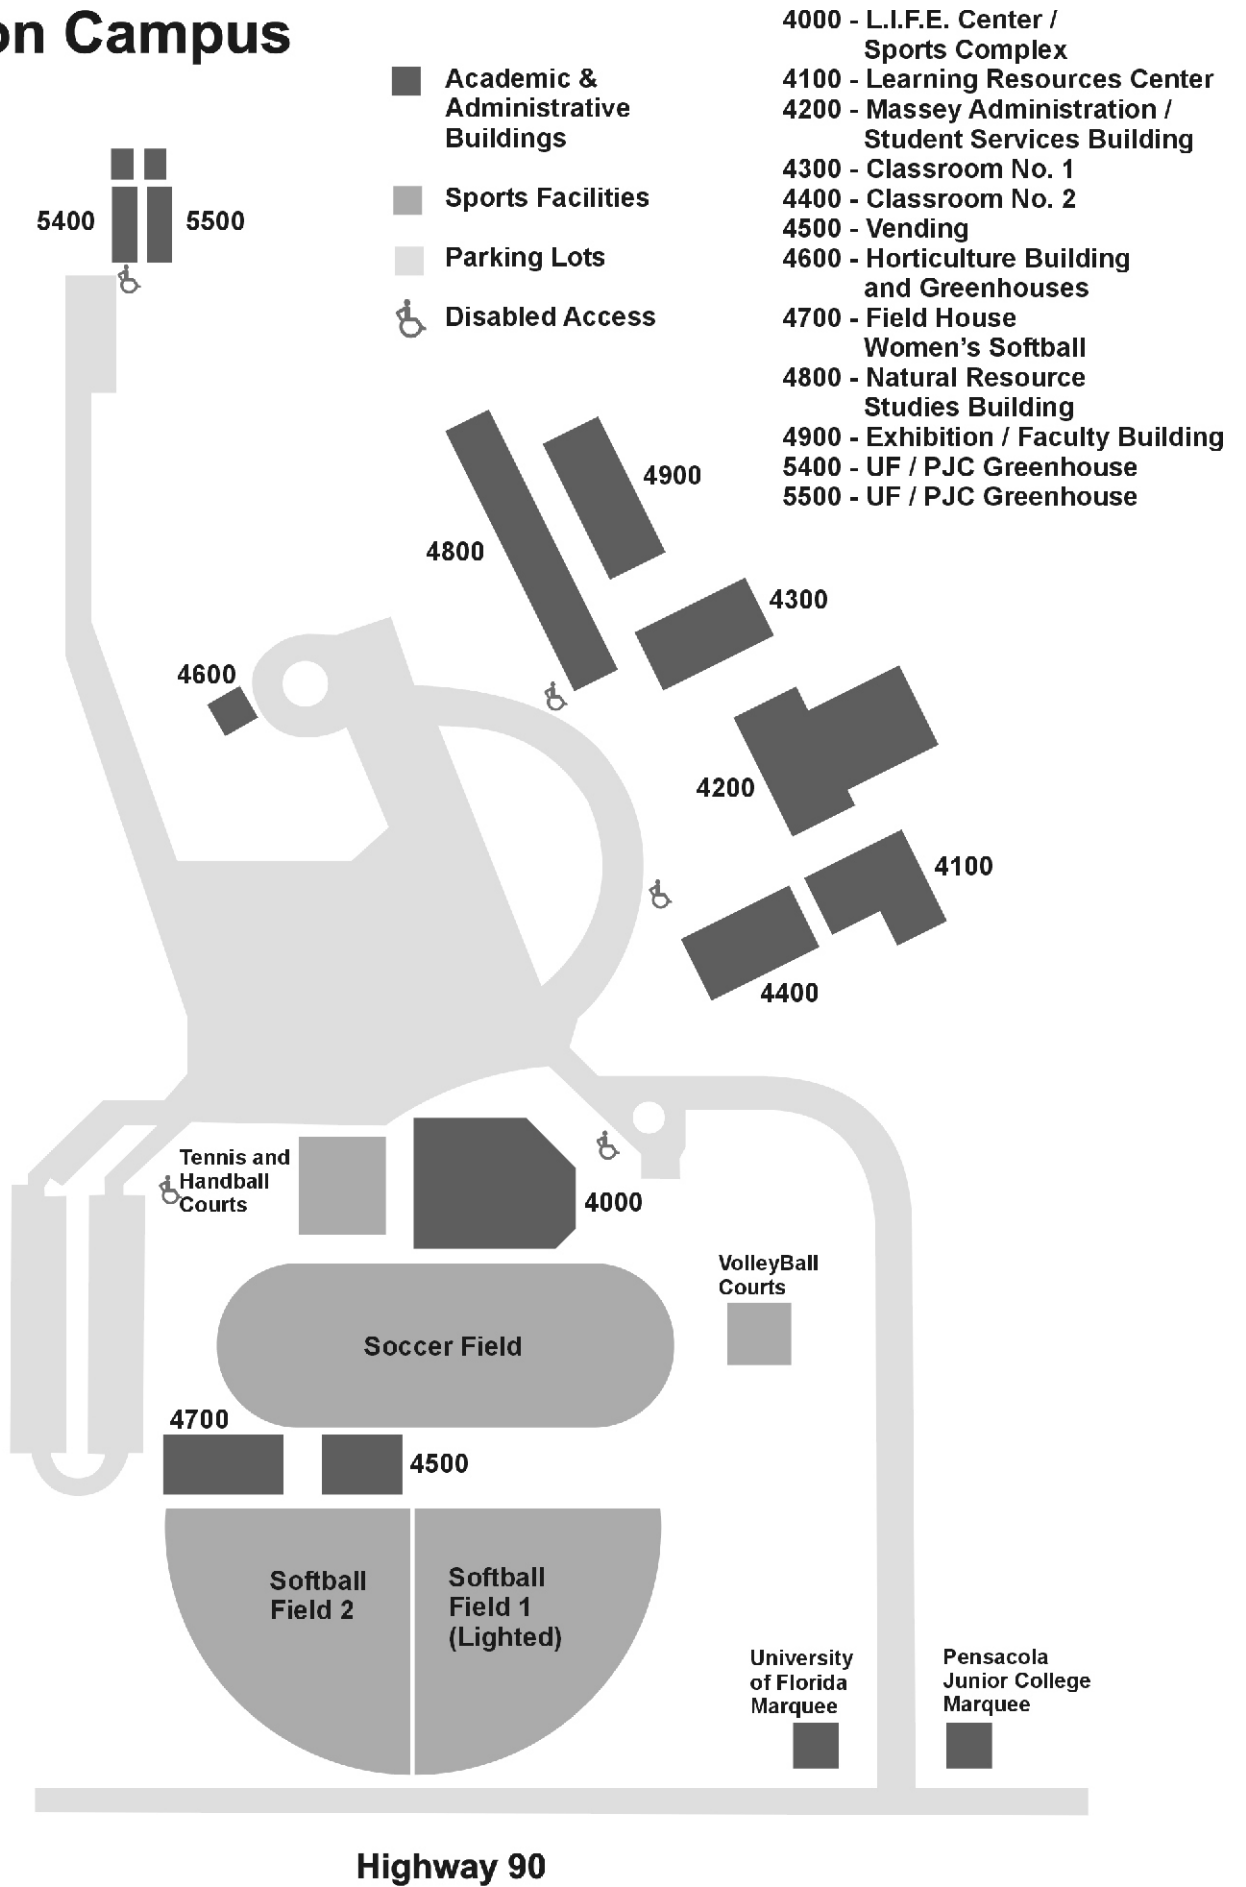 on Campus
Academic &
Administrative
Buildings
Sports Facilities
Parking Lots
Disabled Access
4000 - L.I.F.E. Center /
Sports Complex
4100 - Learning Resources Center
4200 - Massey Administration /
Student Services Building
4300 - Classroom No. 1
4400 - Classroom No. 2
4500 - Vending
4600 - Horticulture Building
and Greenhouses
4700 - Field House
Women's Softball
4800 - Natural Resource
Studies Building
4900 - Exhibition / Faculty Building
5400 - UF / PJC Greenhouse
5500 - UF / PJC Greenhouse
5400
5500
4900
4800
4300
4600
4200
4100
4400
Tennis and
Handball
Courts
4000
VolleyBall
Courts
Soccer Field
4700
4500
Softball
Field 2
Softball
Field 1
(Lighted)
University
of Florida
Marquee
Pensacola
Junior College
Marquee
Highway 90